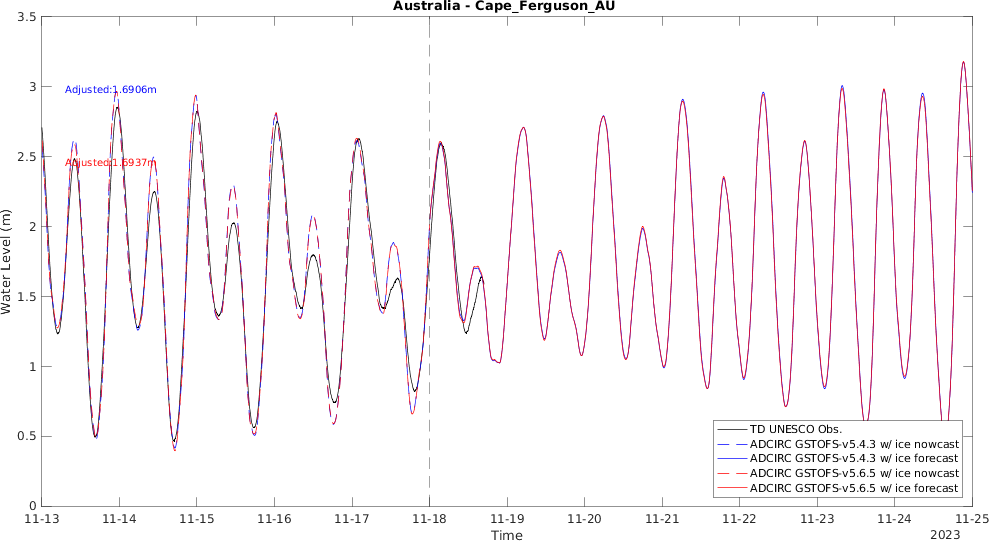 Australia - Cape_Ferguson_AU
3.5
3
2.5
2
1.5
1
0.5
0
Water Level (m)
Adjusted:1.6906m
Adjusted:1.6937m
TD UNESCO Obs.
ADCIRC GSTOFS-v5.4.3 w/ ice nowcast
ADCIRC GSTOFS-v5.4.3 w/ ice forecast
ADCIRC GSTOFS-v5.6.5 w/ ice nowcast
ADCIRC GSTOFS-v5.6.5 w/ ice forecast
11-13 11-14 11-15 11-16 11-17 11-18 11-19 11-20 11-21 11-22 11-23 11-24 11-25
Time
2023